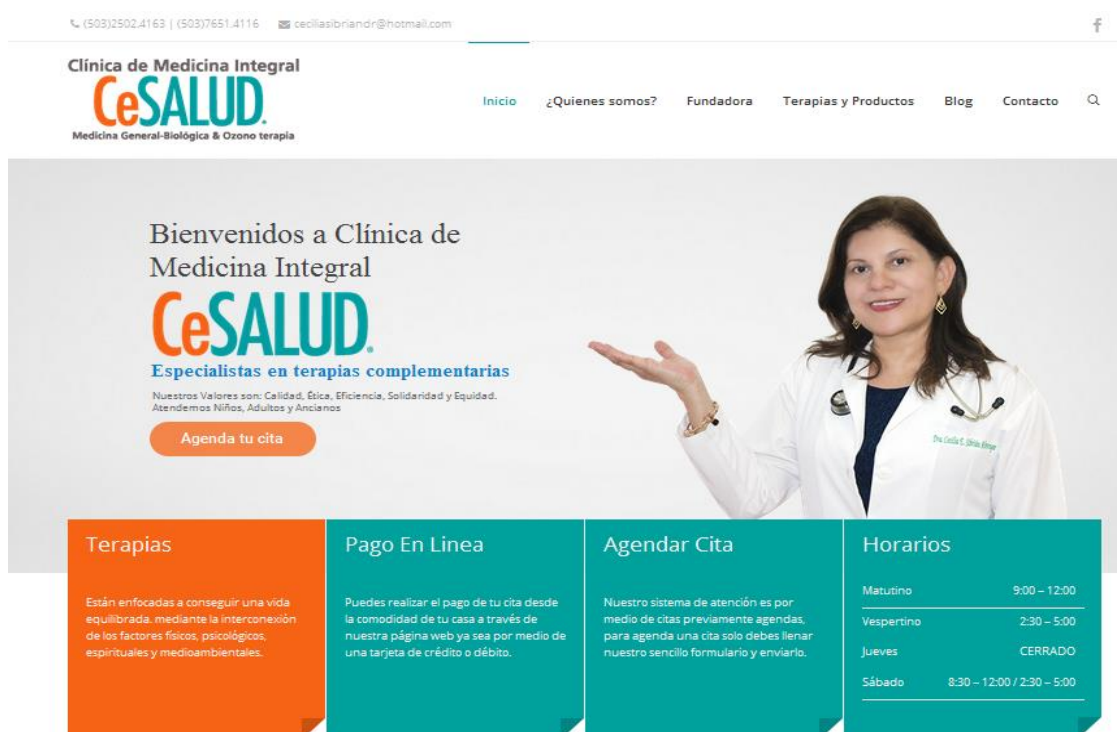 (503)2502.4163 | (503)7651.4116 ceciliasibriandr@hotmail.com
Clínica de Medicina Integral
CeSALUD.
Medicina General-Biológica & Ozono terapia
Inicio ¿Quienes somos? Fundadora Terapias y Productos Blog Contacto
Bienvenidos a Clínica de
Medicina Integral
CeSALUD.
Especialistas en terapias complementarias
Nuestros Valores son: Calidad, Ética, Eficiencia, Solidaridad y Equidad.
Atendemos Niños, Adultos y Ancianos
Agenda tu cita
Dra. Cecilia E.
Terapias
Están enfocadas a conseguir una vida
equilibrada. mediante la interconexión
de los factores físicos, psicológicos,
espirituales y medioambientales.
Pago En Linea
Puedes realizar el pago de tu cita desde
la comodidad de tu casa a través de
nuestra página web ya sea por medio de
una tarjeta de crédito o débito.
Agendar Cita
Nuestro sistema de atención es por
medio de citas previamente agendas,
para agenda una cita solo debes llenar
nuestro sencillo formulario y enviarlo.
Horarios
Matutino 9:00 – 12:00
Vespertino 2:30 – 5:00
Jueves CERRADO
Sábado 8:30 – 12:00 / 2:30 – 5:00